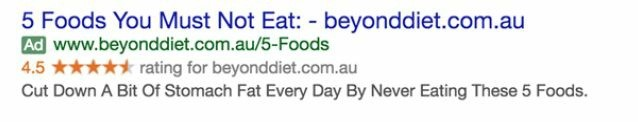 5 Foods You Must Not Eat: - beyonddiet.com.au
Ad www.beyonddiet.com.au/5-Foods
4.5 ★★★★★ rating for beyonddiet.com.au
Cut Down A Bit Of Stomach Fat Every Day By Never Eating These 5 Foods.